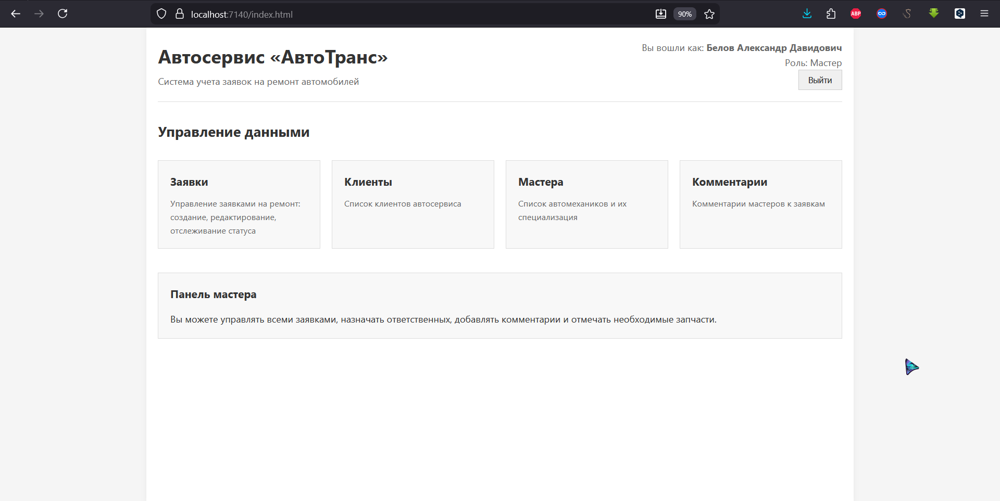 localhost:7140/index.html
90%
ABP
Автосервис «АвтоТранс»
Система учета заявок на ремонт автомобилей
Вы вошли как: Белов Александр Давидович
Роль: Мастер
Выйти
Управление данными
Заявки
Управление заявками на ремонт:
создание, редактирование,
отслеживание статуса
Клиенты
Список клиентов автосервиса
Мастера
Список автомехаников и их
специализация
Комментарии
Комментарии мастеров к заявкам
Панель мастера
Вы можете управлять всеми заявками, назначать ответственных, добавлять комментарии и отмечать необходимые запчасти.